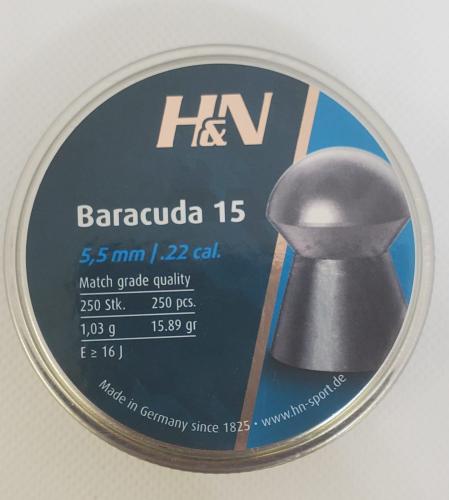 H&N
Baracuda 15
5,5 mm / .22 cal.
Match grade quality
250 Stk. 250 pcs.
1,03 g 15.89 gr
E ≥ 16 J
Made in Germany since 1825 • www.hn-sport.de